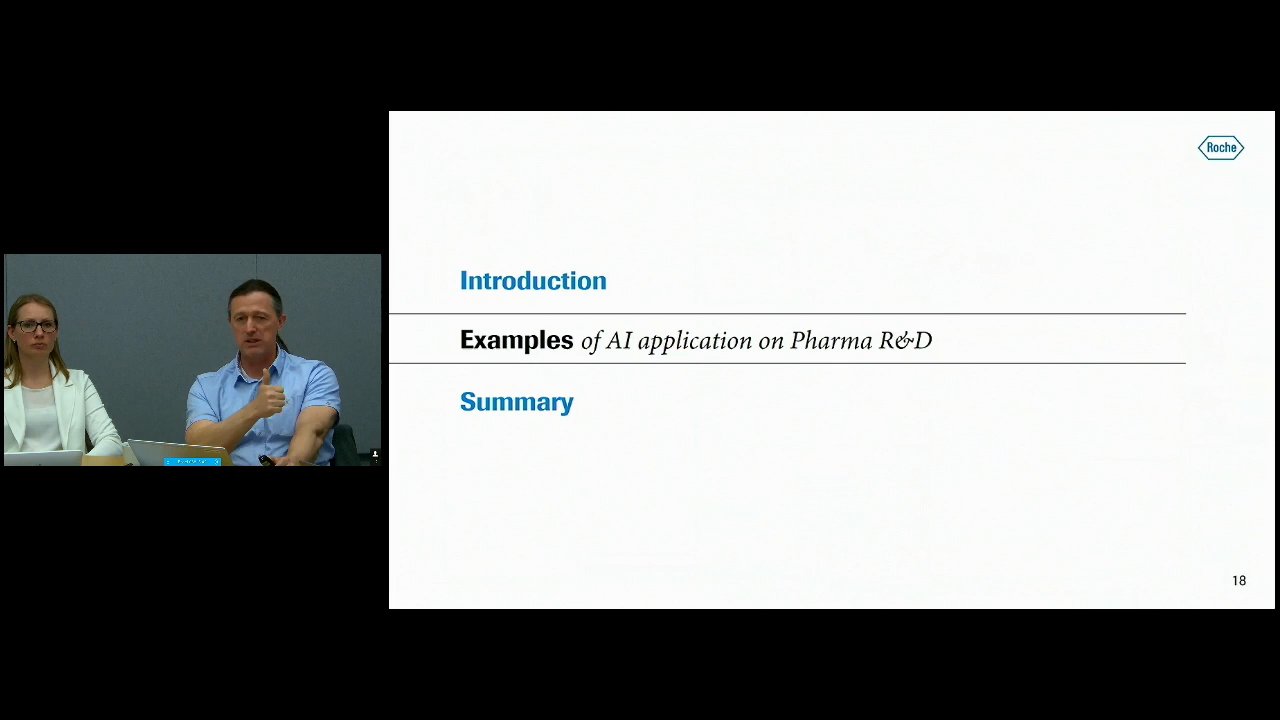 Roche
Introduction
Examples of AI application on Pharma R&D
Summary
18